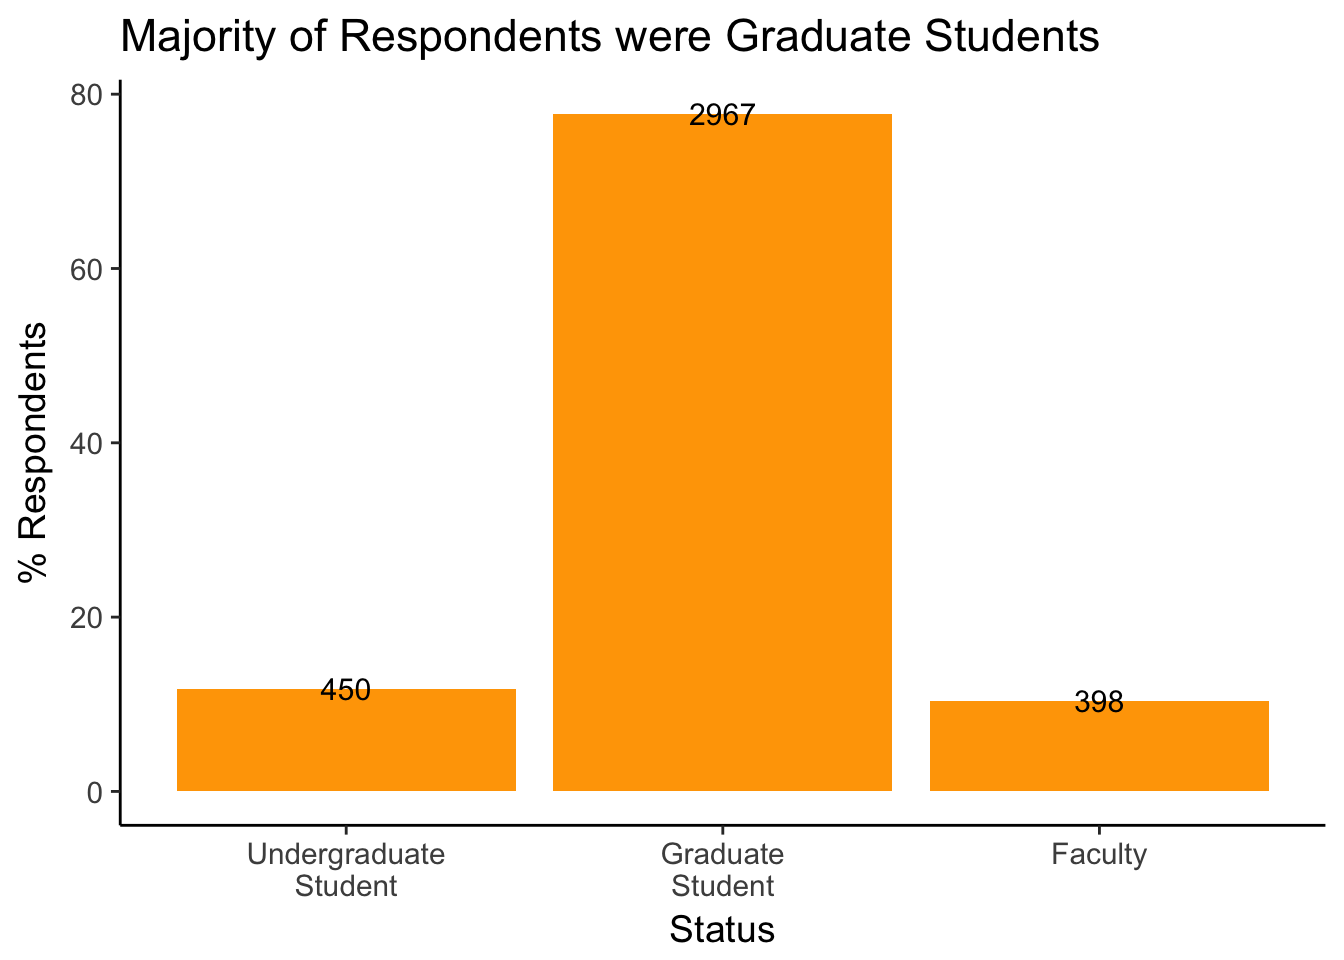 Majority of Respondents were Graduate Students
% Respondents
80
60
40
20
0
2967
450
398
Undergraduate
Student
Graduate
Student
Faculty
Status